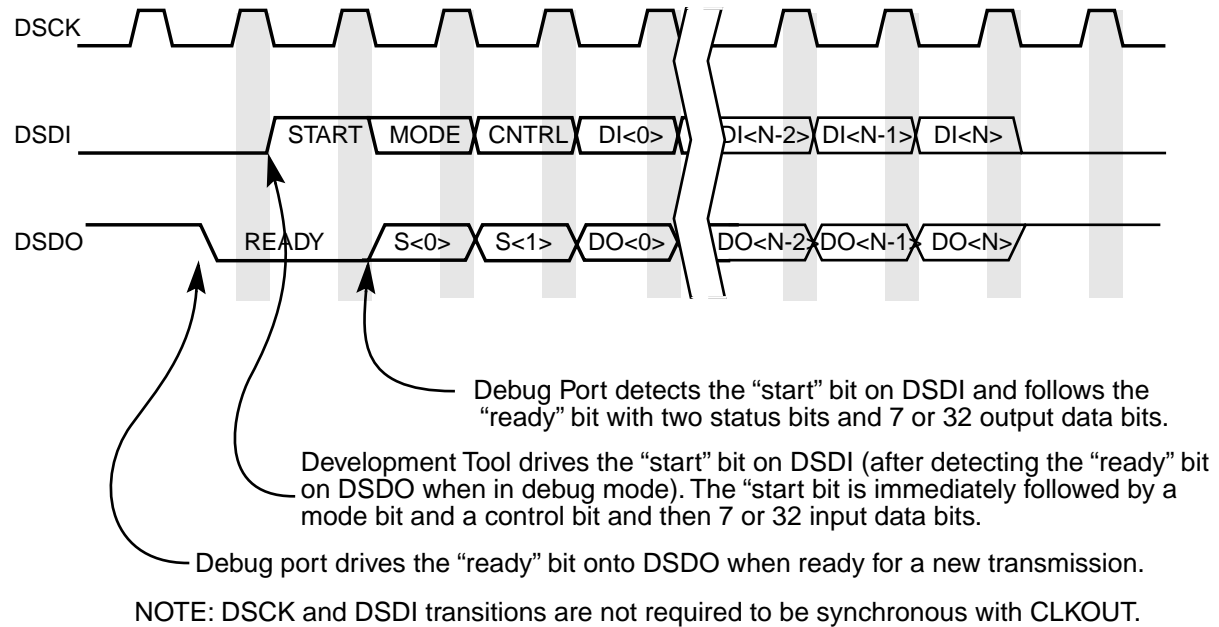 DSCK
DSDI START MODE CNTRL DI<0> DI<N-2> DI<N-1> DI<N>
DSDO READY S<0> S<1> DO<0> DO<N-2> DO<N-1> DO<N>
Debug Port detects the “start” bit on DSDI and follows the
“ready” bit with two status bits and 7 or 32 output data bits.
Development Tool drives the “start” bit on DSDI (after detecting the “ready” bit
on DSDO when in debug mode). The “start bit is immediately followed by a
mode bit and a control bit and then 7 or 32 input data bits.
Debug port drives the “ready” bit onto DSDO when ready for a new transmission.
NOTE: DSCK and DSDI transitions are not required to be synchronous with CLKOUT.